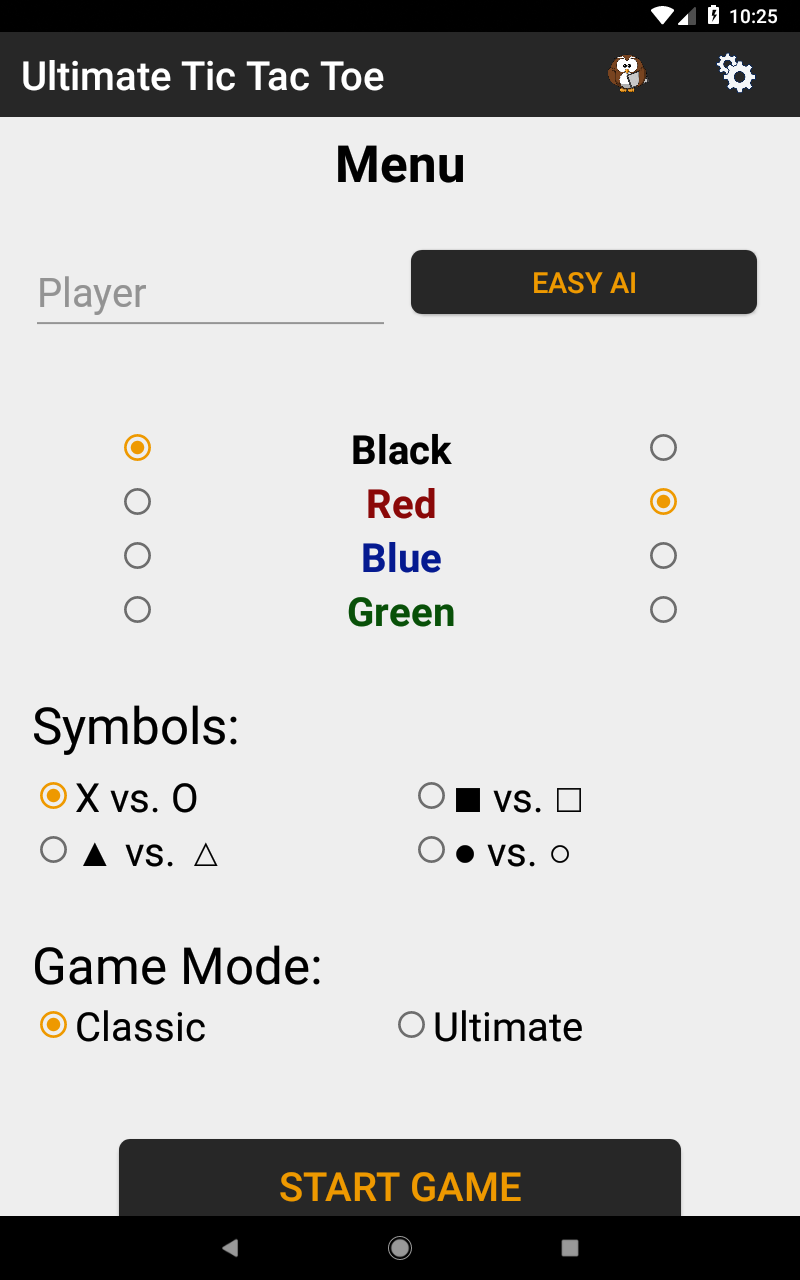 10:25
Ultimate Tic Tac Toe
Menu
Player
EASY AI
Black
Red
Blue
Green
Symbols:
X vs. O
■ vs. □
▲ vs. △
● vs. ○
Game Mode:
Classic
Ultimate
START GAME